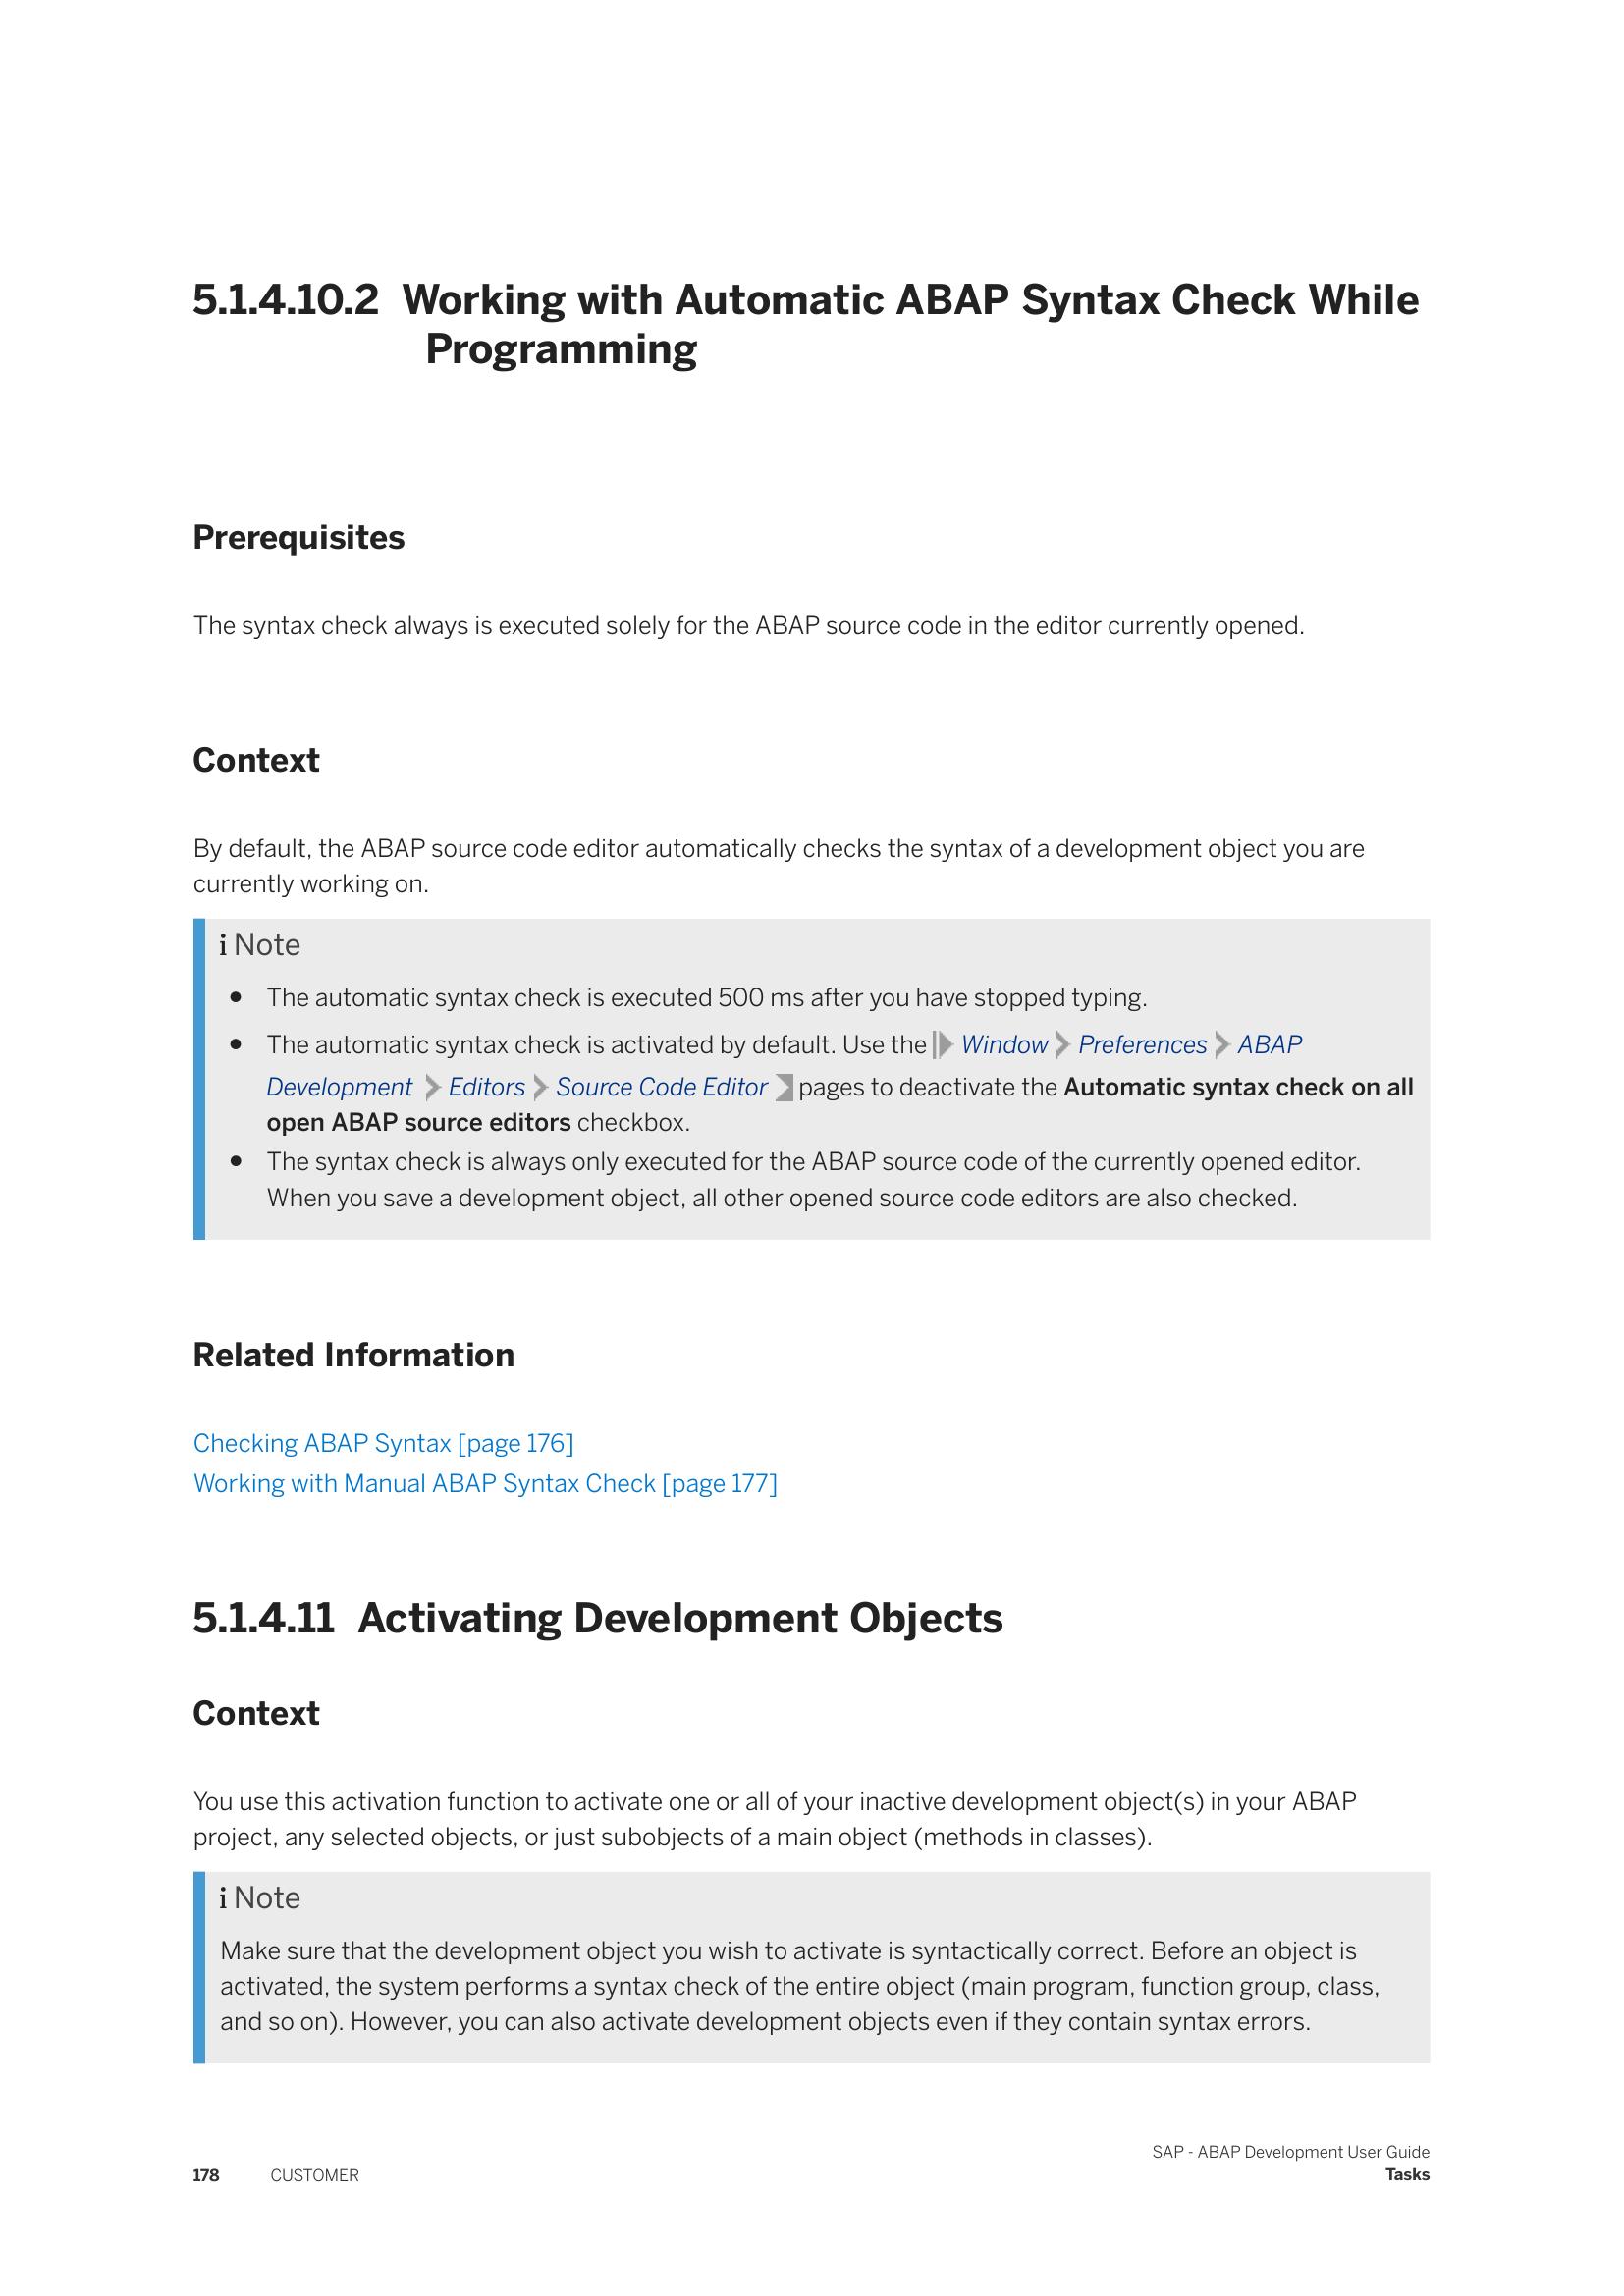 5.1.4.10.2 Working with Automatic ABAP Syntax Check While
Programming
Prerequisites
The syntax check always is executed solely for the ABAP source code in the editor currently opened.
Context
By default, the ABAP source code editor automatically checks the syntax of a development object you are
currently working on.
i Note
● The automatic syntax check is executed 500 ms after you have stopped typing.
● The automatic syntax check is activated by default. Use the Window Preferences ABAP
Development Editors Source Code Editor pages to deactivate the Automatic syntax check on all
open ABAP source editors checkbox.
● The syntax check is always only executed for the ABAP source code of the currently opened editor.
When you save a development object, all other opened source code editors are also checked.
Related Information
Checking ABAP Syntax [page 176]
Working with Manual ABAP Syntax Check [page 177]
5.1.4.11 Activating Development Objects
Context
You use this activation function to activate one or all of your inactive development object(s) in your ABAP
project, any selected objects, or just subobjects of a main object (methods in classes).
i Note
Make sure that the development object you wish to activate is syntactically correct. Before an object is
activated, the system performs a syntax check of the entire object (main program, function group, class,
and so on). However, you can also activate development objects even if they contain syntax errors.
SAP - ABAP Development User Guide
178 CUSTOMER Tasks